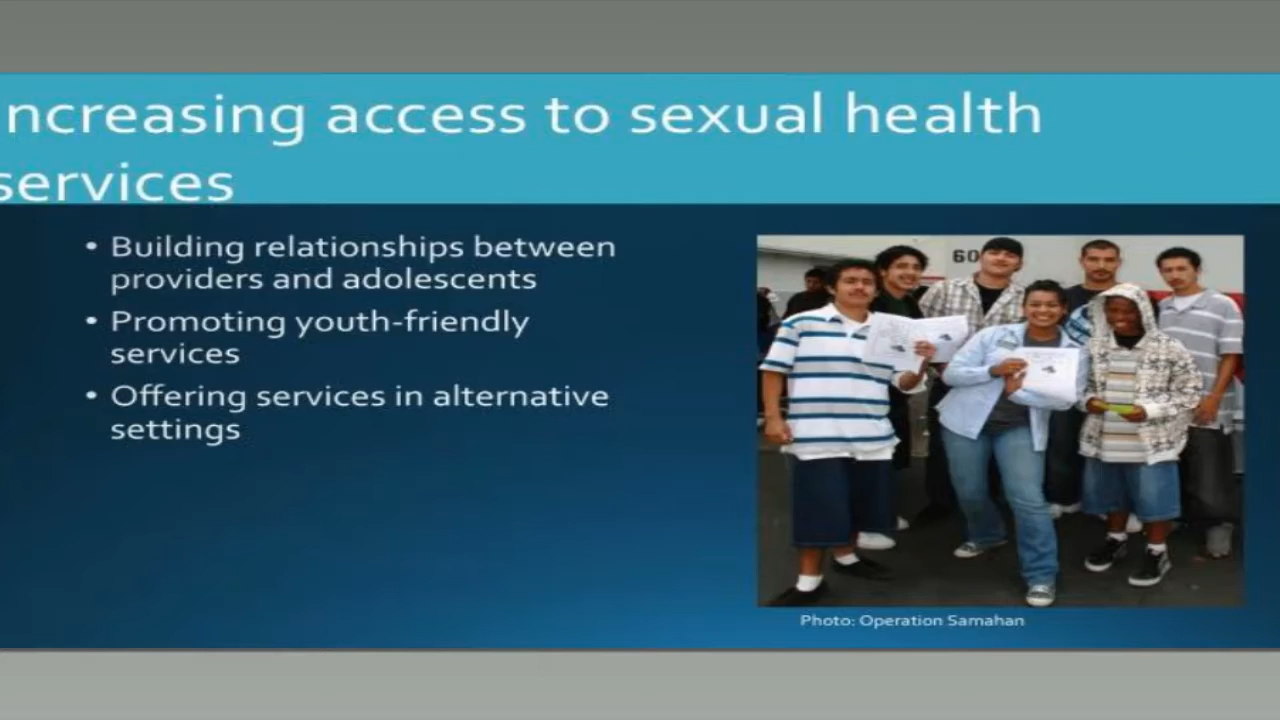 ncreasing access to sexual health
services
• Building relationships between
providers and adolescents
• Promoting youth-friendly
services
• Offering services in alternative
settings
60
Photo: Operation Samahan